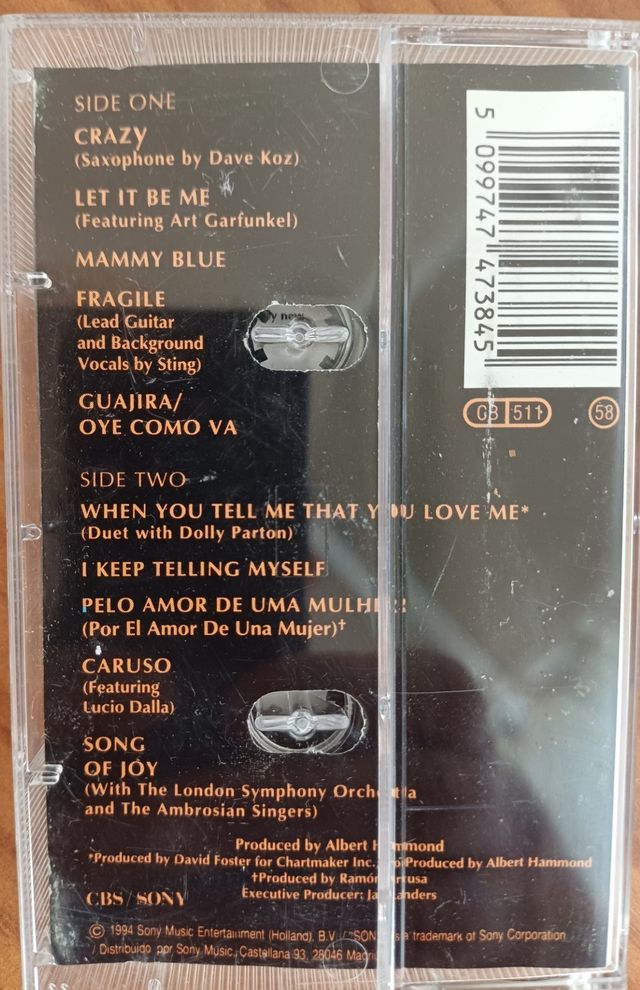 SIDE ONE
CRAZY
(Saxophone by Dave Koz)
LET IT BE ME
(Featuring Art Garfunkel)
MAMMY BLUE
FRAGILE
(Lead Guitar
and Background
Vocals by Sting)
GUAJIRA/
OYE COMO VA
SIDE TWO
WHEN YOU TELL ME THAT YOU LOVE ME*
(Duet with Dolly Parton)
I KEEP TELLING MYSELF
PELO AMOR DE UMA
(Por El Amor De Una Mujer)†
CARUSO
(Featuring
Lucio Dalla)
SONG
OF JOY
(With The London Symphony Orchestra
and The Ambrosian Singers)
Produced by Albert Hammond
*Produced by David Foster for Chartmaker Inc. Produced by Albert Hammond
†Produced by Ramón Arcusa
Executive Producer: Landers
CBS / SONY
© 1994 Sony Music Entertainment (Holland), B.V. / "SONY" is a trademark of Sony Corporation
/ Distribuido por Sony Music, Castellana 93, 28046 Madrid
5 099747 473845
CB 511
58